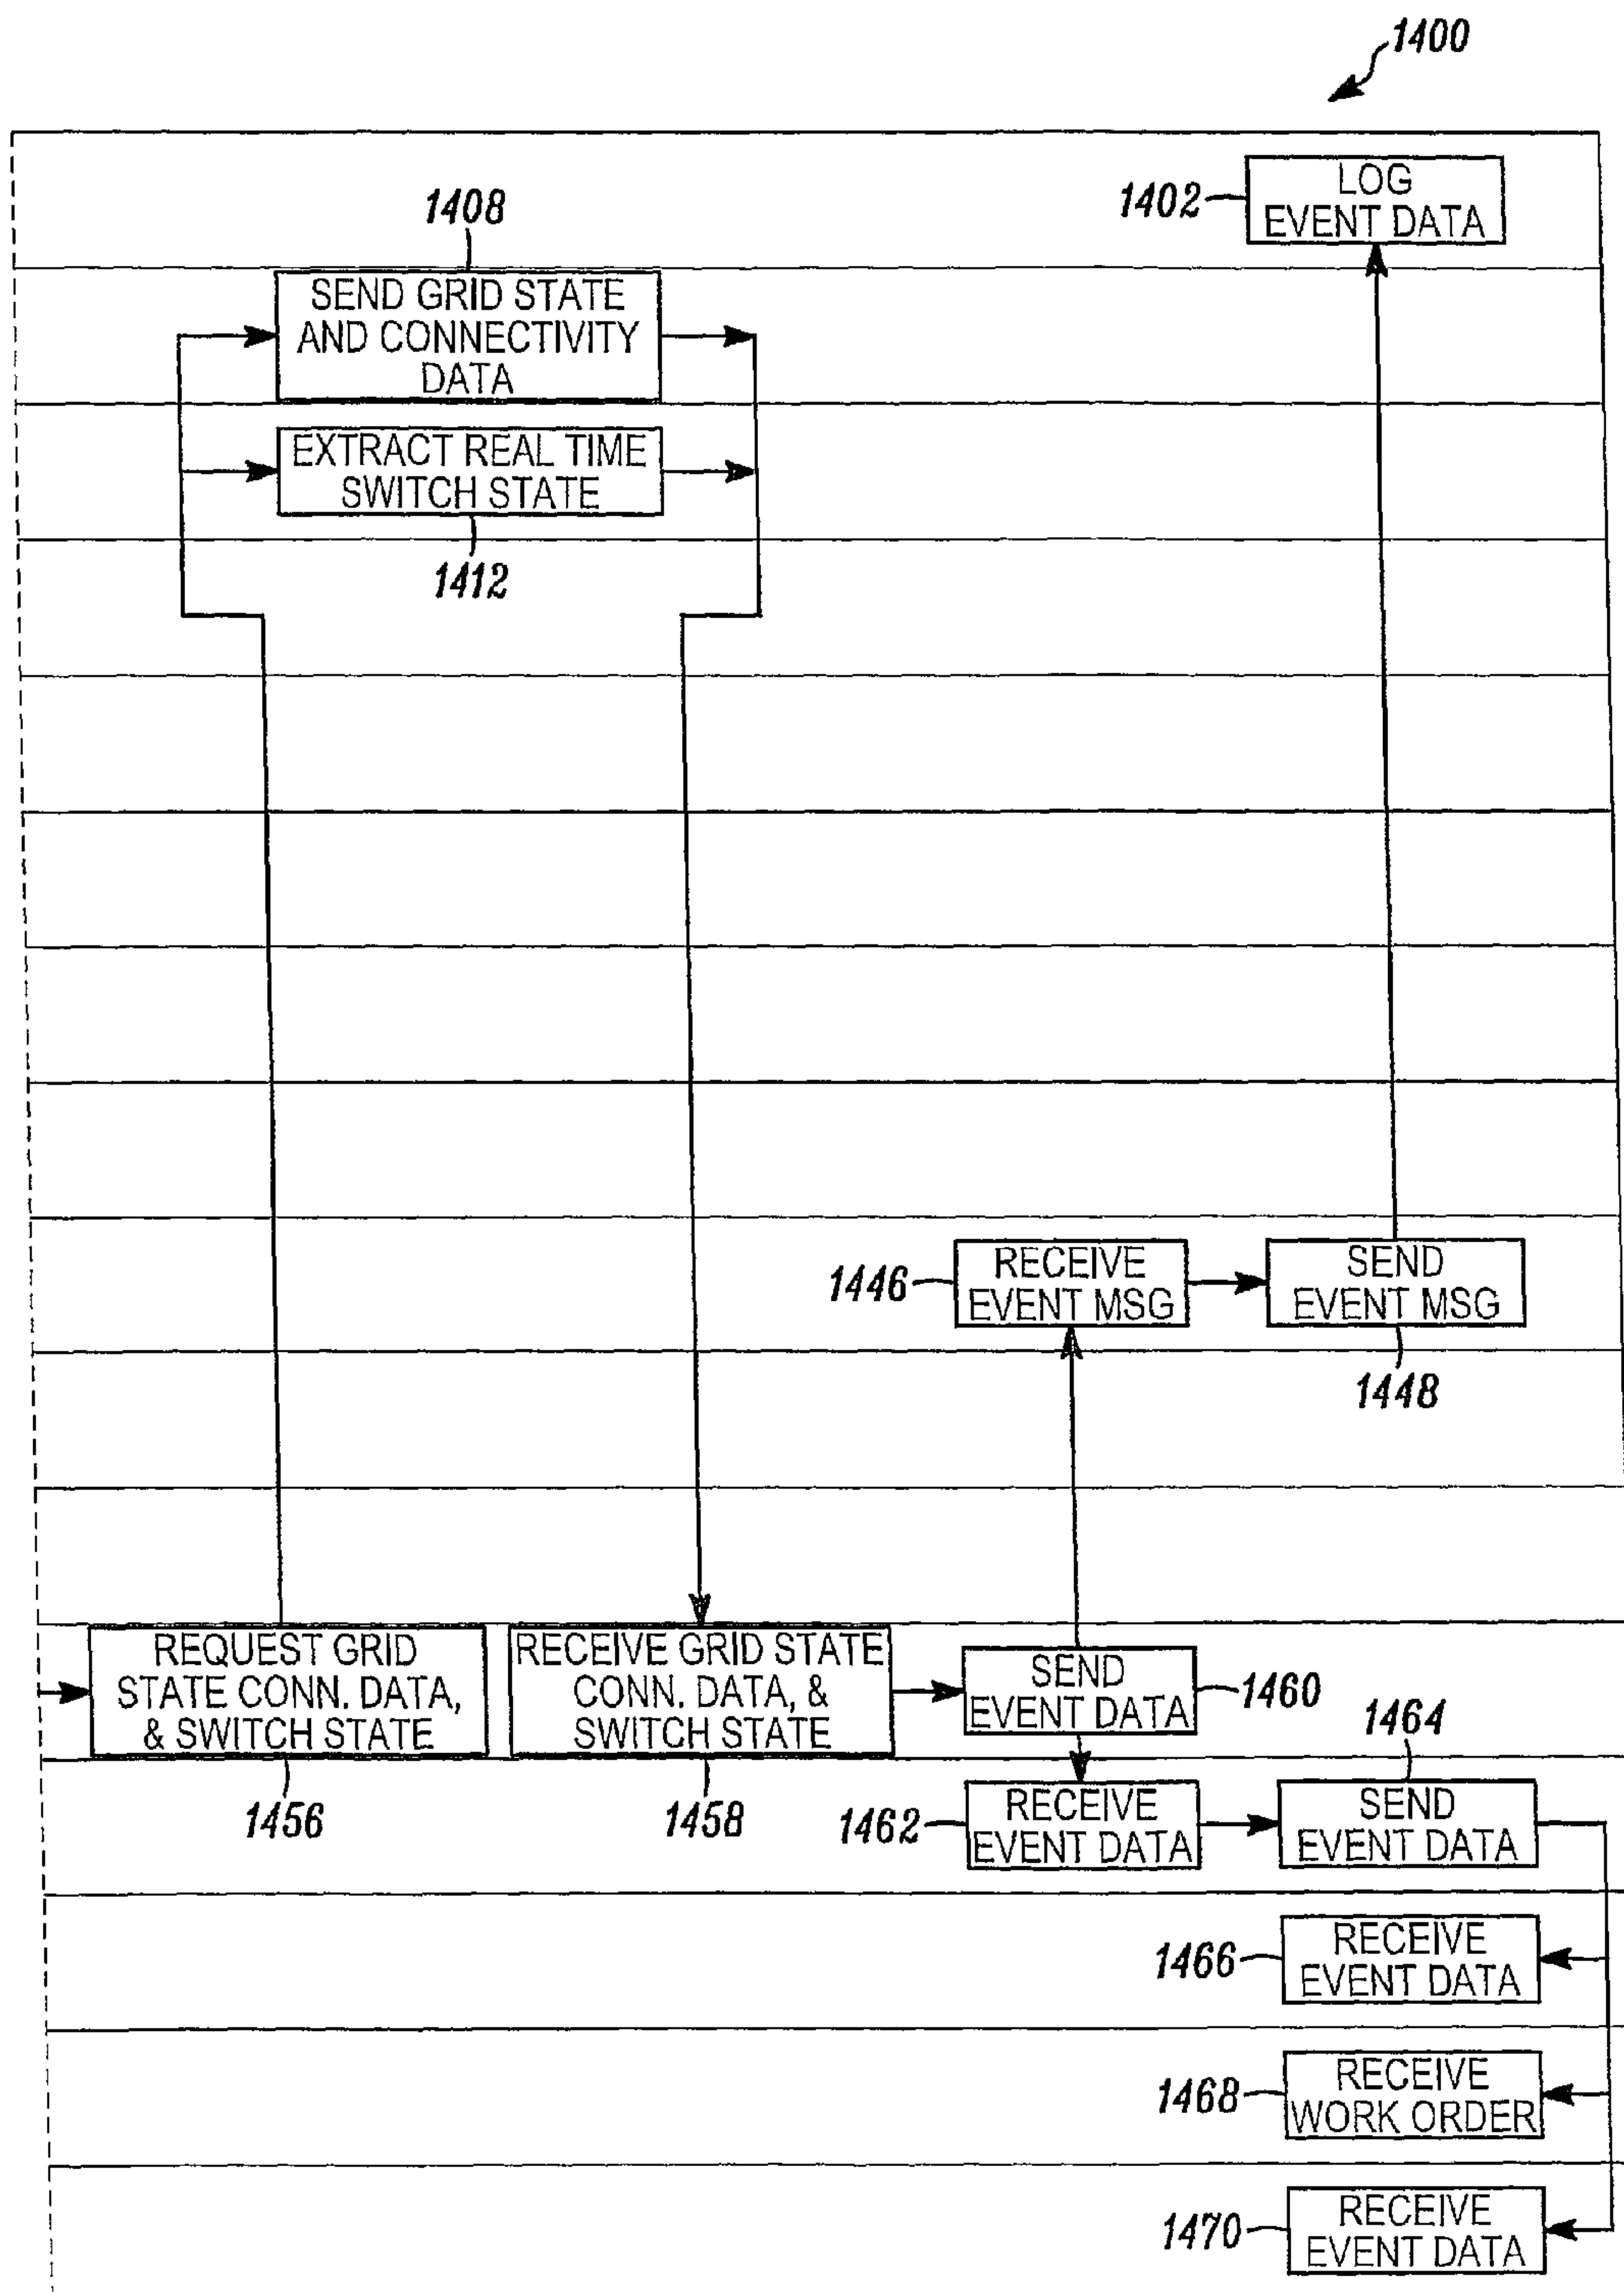 1400
1402
LOG
EVENT DATA
1408
SEND GRID STATE
AND CONNECTIVITY
DATA
EXTRACT REAL TIME
SWITCH STATE
1412
1446
RECEIVE
EVENT MSG
SEND
EVENT MSG
1448
REQUEST GRID
STATE CONN. DATA,
& SWITCH STATE
1456
RECEIVE GRID STATE
CONN. DATA, &
SWITCH STATE
1458
SEND
EVENT DATA
1460
1462
RECEIVE
EVENT DATA
1464
SEND
EVENT DATA
1466
RECEIVE
EVENT DATA
1468
RECEIVE
WORK ORDER
1470
RECEIVE
EVENT DATA